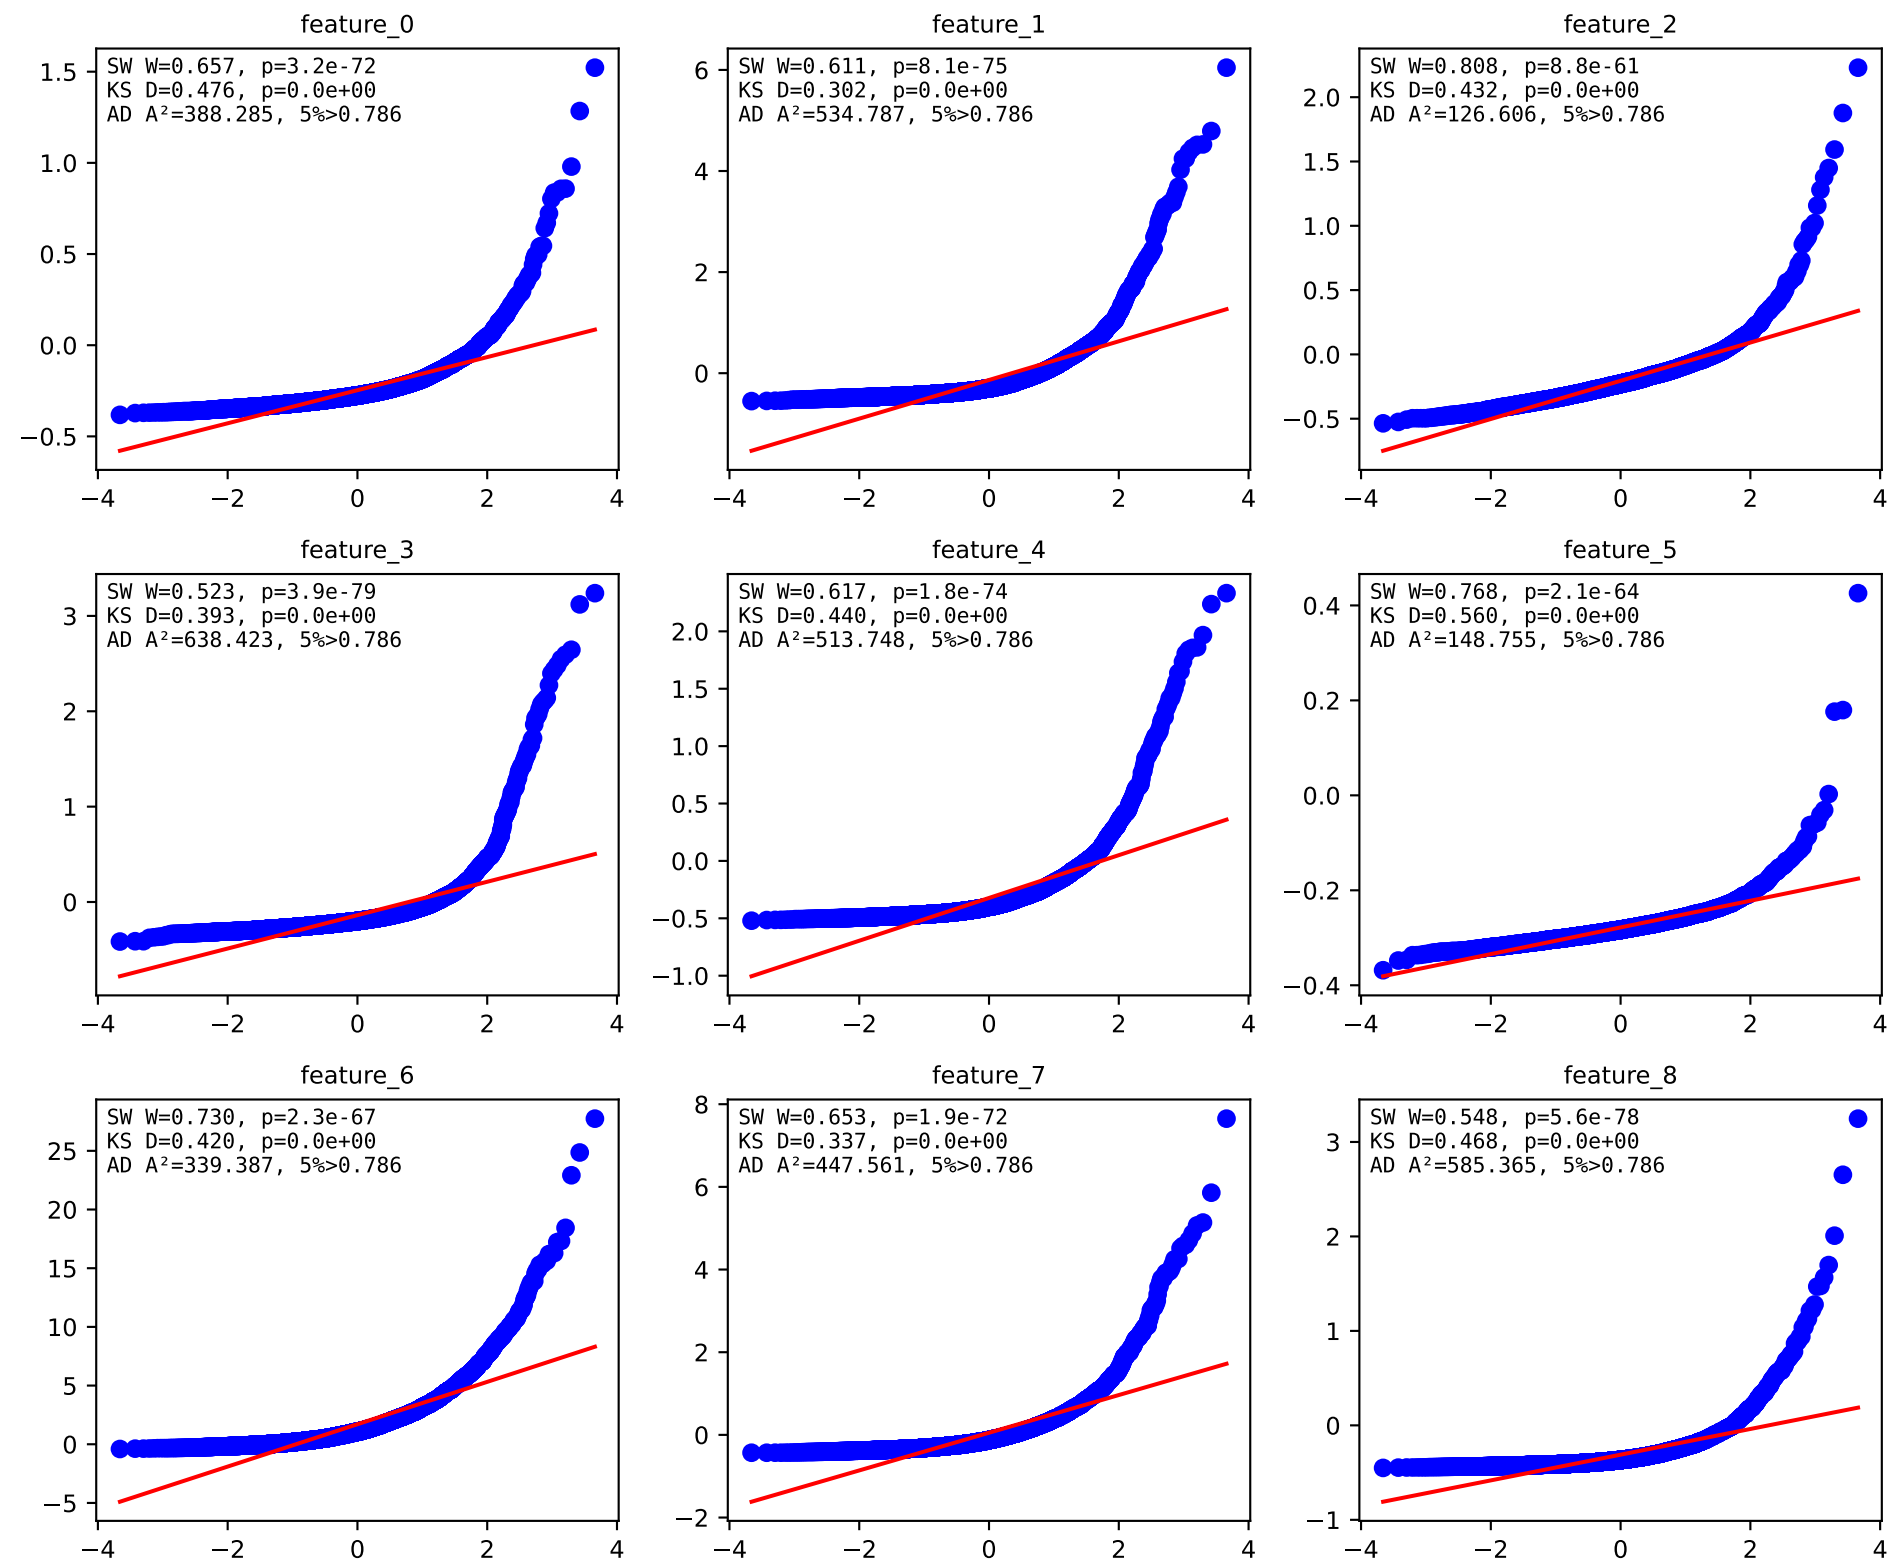 feature_0
SW W=0.657, p=3.2e-72
KS D=0.476, p=0.0e+00
AD A²=388.285, 5%>0.786
1.5
1.0
0.5
0.0
−0.5
−4 −2 0 2 4
feature_1
SW W=0.611, p=8.1e-75
KS D=0.302, p=0.0e+00
AD A²=534.787, 5%>0.786
6
4
2
0
−4 −2 0 2 4
feature_2
SW W=0.808, p=8.8e-61
KS D=0.432, p=0.0e+00
AD A²=126.606, 5%>0.786
2.0
1.5
1.0
0.5
0.0
−0.5
−4 −2 0 2 4
feature_3
SW W=0.523, p=3.9e-79
KS D=0.393, p=0.0e+00
AD A²=638.423, 5%>0.786
3
2
1
0
−4 −2 0 2 4
feature_4
SW W=0.617, p=1.8e-74
KS D=0.440, p=0.0e+00
AD A²=513.748, 5%>0.786
2.0
1.5
1.0
0.5
0.0
−0.5
−1.0
−4 −2 0 2 4
feature_5
SW W=0.768, p=2.1e-64
KS D=0.560, p=0.0e+00
AD A²=148.755, 5%>0.786
0.4
0.2
0.0
−0.2
−0.4
−4 −2 0 2 4
feature_6
SW W=0.730, p=2.3e-67
KS D=0.420, p=0.0e+00
AD A²=339.387, 5%>0.786
25
20
15
10
5
0
−5
−4 −2 0 2 4
feature_7
SW W=0.653, p=1.9e-72
KS D=0.337, p=0.0e+00
AD A²=447.561, 5%>0.786
8
6
4
2
0
−2
−4 −2 0 2 4
feature_8
SW W=0.548, p=5.6e-78
KS D=0.468, p=0.0e+00
AD A²=585.365, 5%>0.786
3
2
1
0
−1
−4 −2 0 2 4